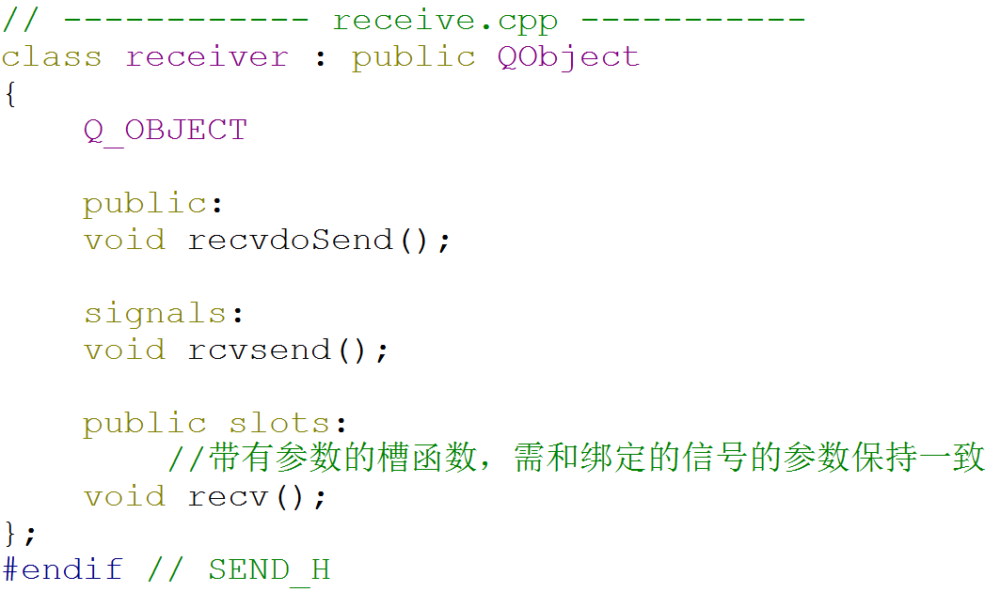 // ------------ receive.cpp -----------
class receiver : public QObject
{
    Q_OBJECT
    public:
    void recvdoSend();
    signals:
    void rcvsend();
    public slots:
        //带有参数的槽函数，需和绑定的信号的参数保持一致
    void recv();
};
#endif // SEND_H